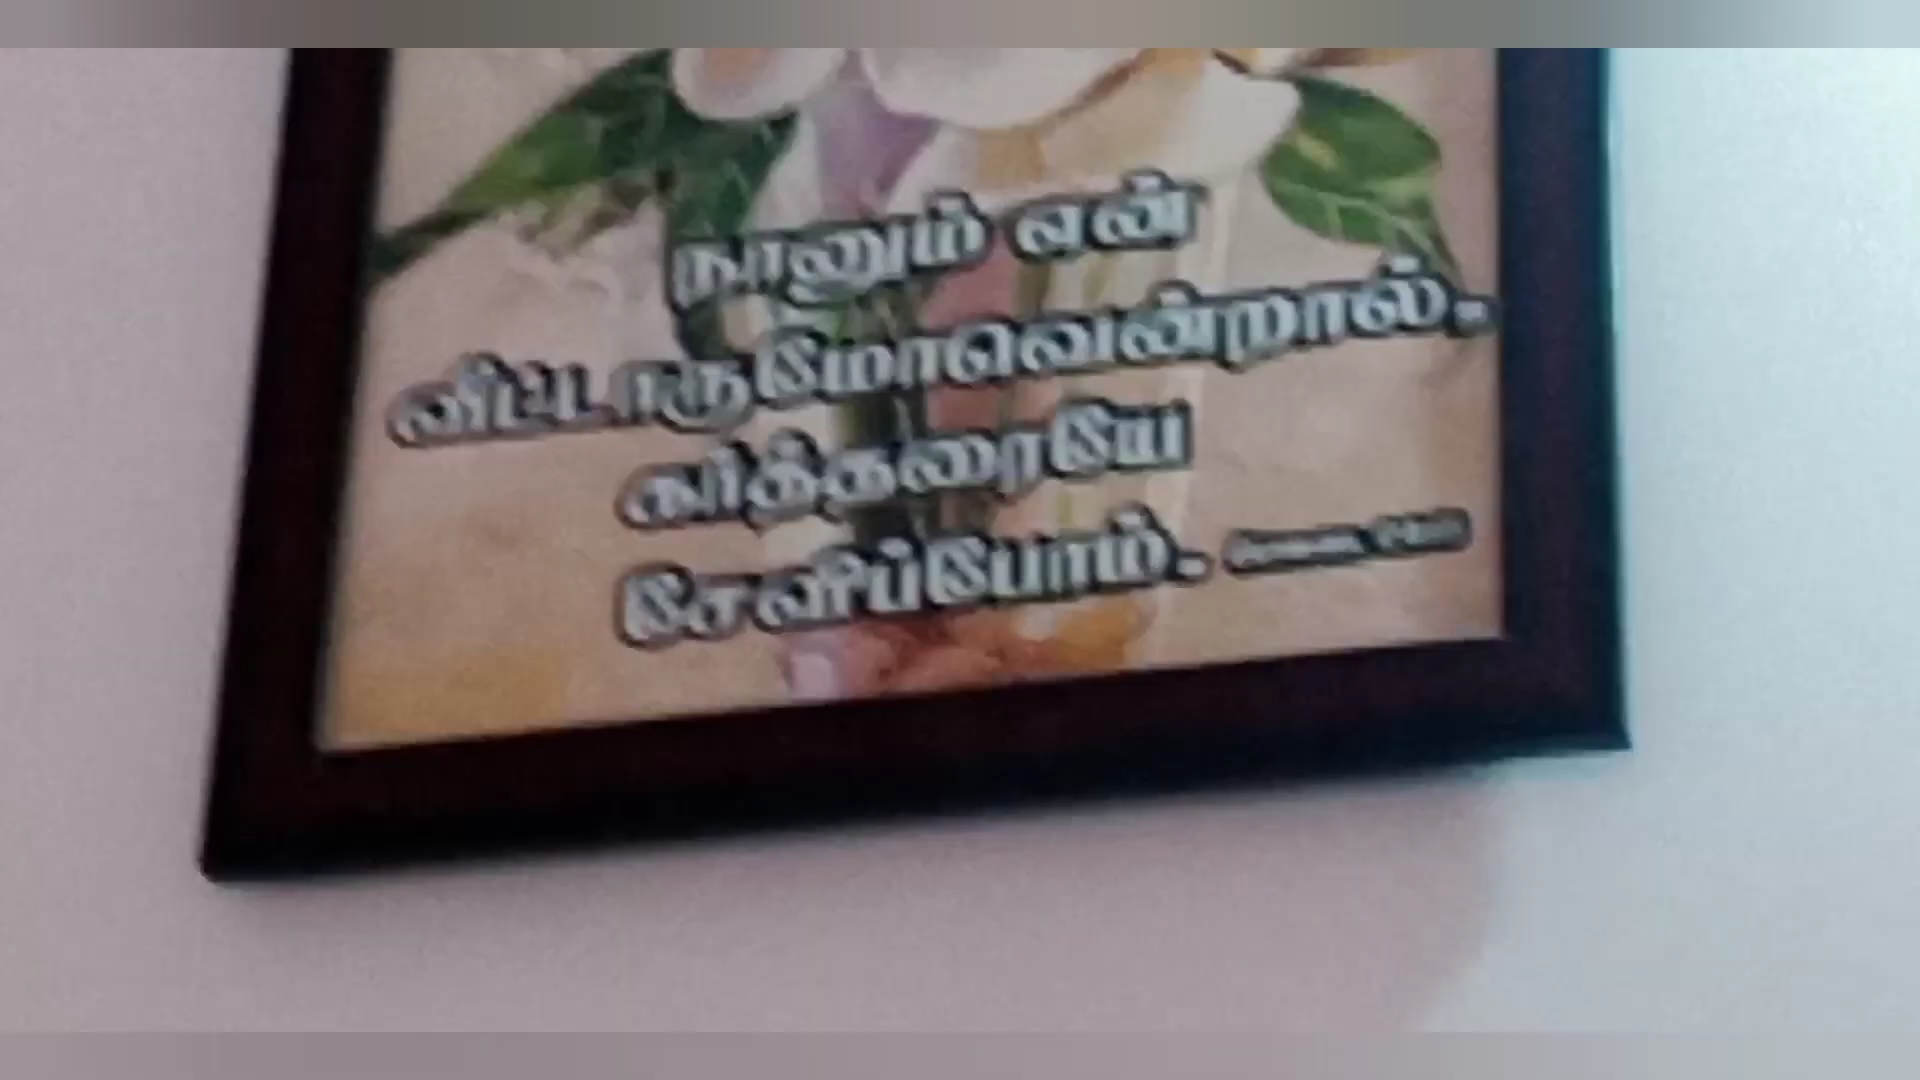 நானும் என்
வீட்டாருமோவென்றால்,
கர்த்தரையே
சேவிப்போம்.